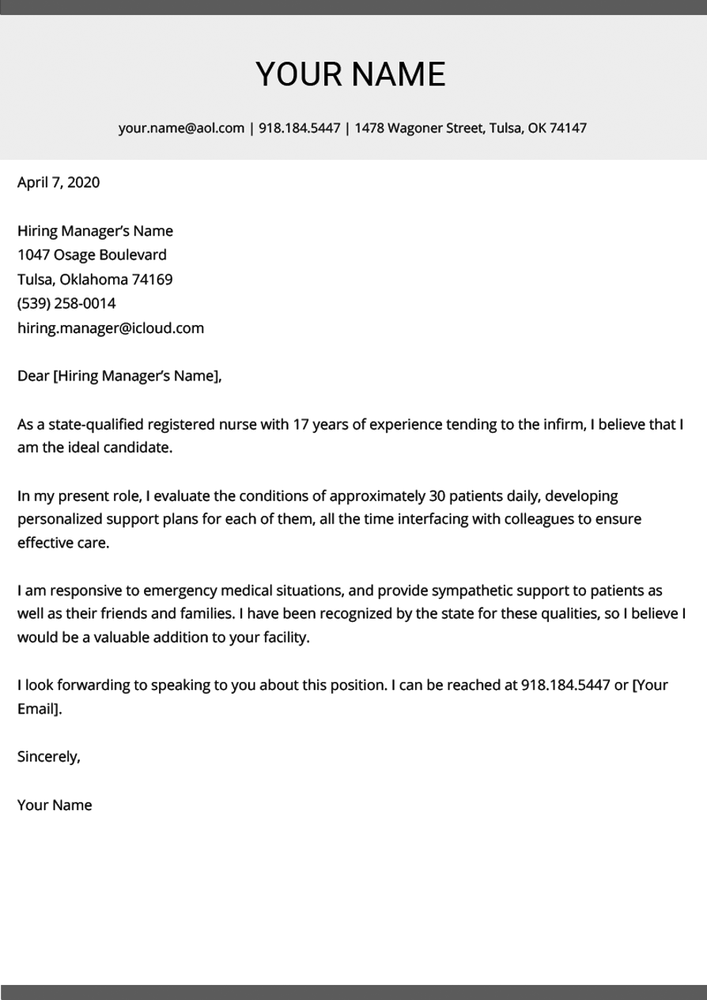 YOUR NAME
your.name@aol.com | 918.184.5447 | 1478 Wagoner Street, Tulsa, OK 74147
April 7, 2020
Hiring Manager’s Name
1047 Osage Boulevard
Tulsa, Oklahoma 74169
(539) 258-0014
hiring.manager@icloud.com
Dear [Hiring Manager’s Name],
As a state-qualified registered nurse with 17 years of experience tending to the infirm, I believe that I
am the ideal candidate.
In my present role, I evaluate the conditions of approximately 30 patients daily, developing
personalized support plans for each of them, all the time interfacing with colleagues to ensure
effective care.
I am responsive to emergency medical situations, and provide sympathetic support to patients as
well as their friends and families. I have been recognized by the state for these qualities, so I believe I
would be a valuable addition to your facility.
I look forwarding to speaking to you about this position. I can be reached at 918.184.5447 or [Your
Email].
Sincerely,
Your Name